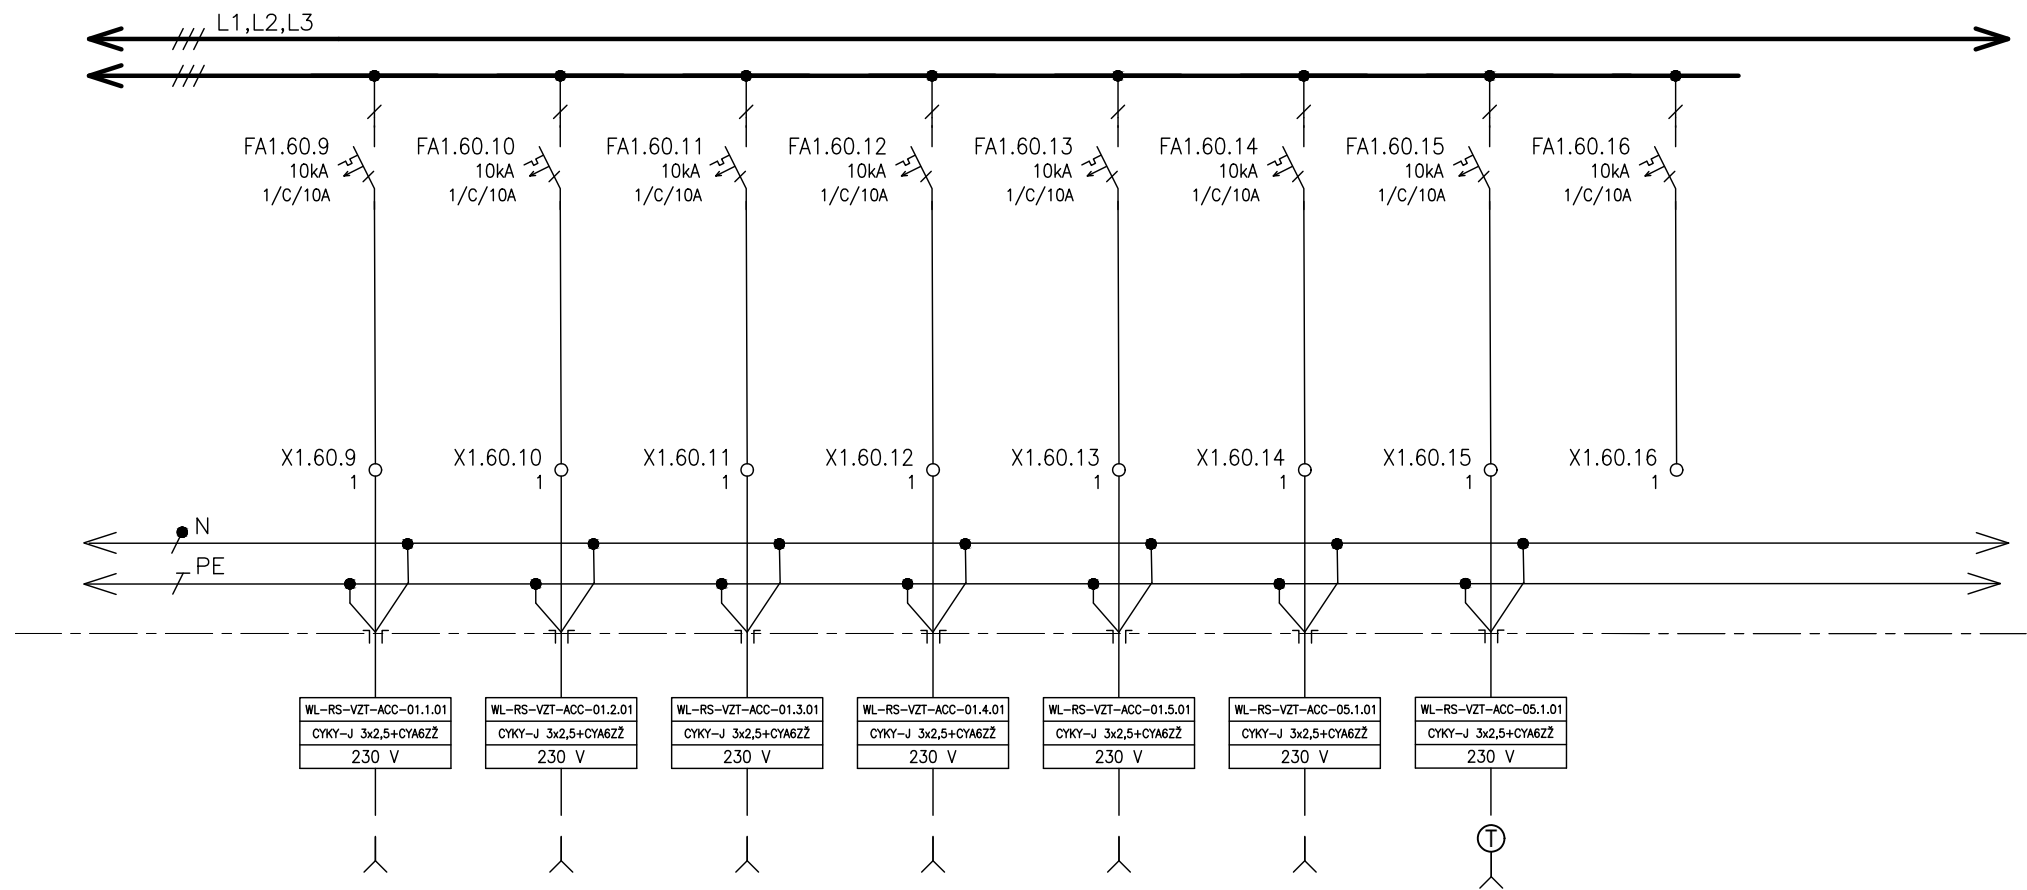 L1,L2,L3
FA1.60.9 FA1.60.10 FA1.60.11 FA1.60.12 FA1.60.13 FA1.60.14 FA1.60.15 FA1.60.16
10kA 10kA 10kA 10kA 10kA 10kA 10kA 10kA
1/C/10A 1/C/10A 1/C/10A 1/C/10A 1/C/10A 1/C/10A 1/C/10A 1/C/10A
X1.60.9 X1.60.10 X1.60.11 X1.60.12 X1.60.13 X1.60.14 X1.60.15 X1.60.16
1 1 1 1 1 1 1 1
N
PE
WL-RS-VZT-ACC-01.1.01 WL-RS-VZT-ACC-01.2.01 WL-RS-VZT-ACC-01.3.01 WL-RS-VZT-ACC-01.4.01 WL-RS-VZT-ACC-01.5.01 WL-RS-VZT-ACC-05.1.01 WL-RS-VZT-ACC-05.1.01
CYKY-J 3x2,5+CYA6ZŽ CYKY-J 3x2,5+CYA6ZŽ CYKY-J 3x2,5+CYA6ZŽ CYKY-J 3x2,5+CYA6ZŽ CYKY-J 3x2,5+CYA6ZŽ CYKY-J 3x2,5+CYA6ZŽ CYKY-J 3x2,5+CYA6ZŽ
230 V 230 V 230 V 230 V 230 V 230 V 230 V
T